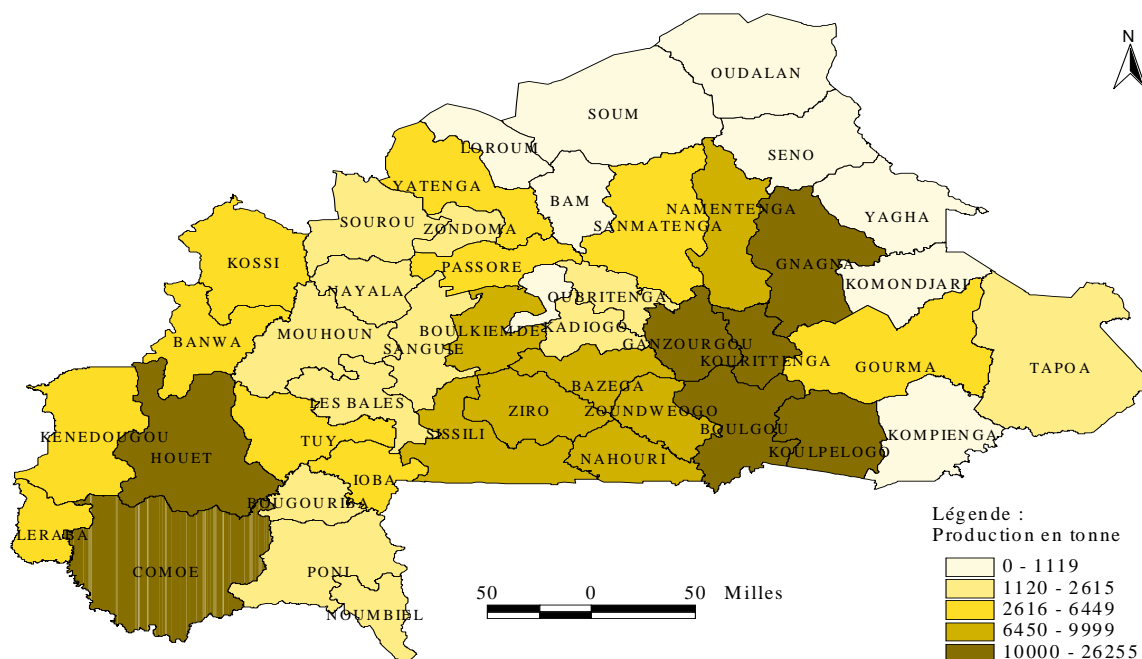 N
OUDALAN
SOUM
LOROUM
SENO
BAM
YATENGA
NAMENTENGA
YAGHA
SOUROU
ZONDOMA
SANMATENGA
KOSSI
PASSORE
GNAGNA
KOMONDJARI
NAYALA
OUBRITENGA
MOUHOUN
BOULKIEMDE
KADIOGO
BANWA
SANGUIE
GANZOURGOU
KOURITTENGA
GOURMA
TAPOA
BAZEGA
LES BALES
ZIRO
ZOUNDWEOGO
KENEDOUGOU
TUY
SISSILI
BOULGOU
KOMPIENGA
HOUET
NAHOURI
KOULPELOGO
IOBA
BOUGOURIBA
LERABA
COMOE
PONI
NOUMBIEL
50 0 50 Milles
Légende :
Production en tonne
0 - 1119
1120 - 2615
2616 - 6449
6450 - 9999
10000 - 26255